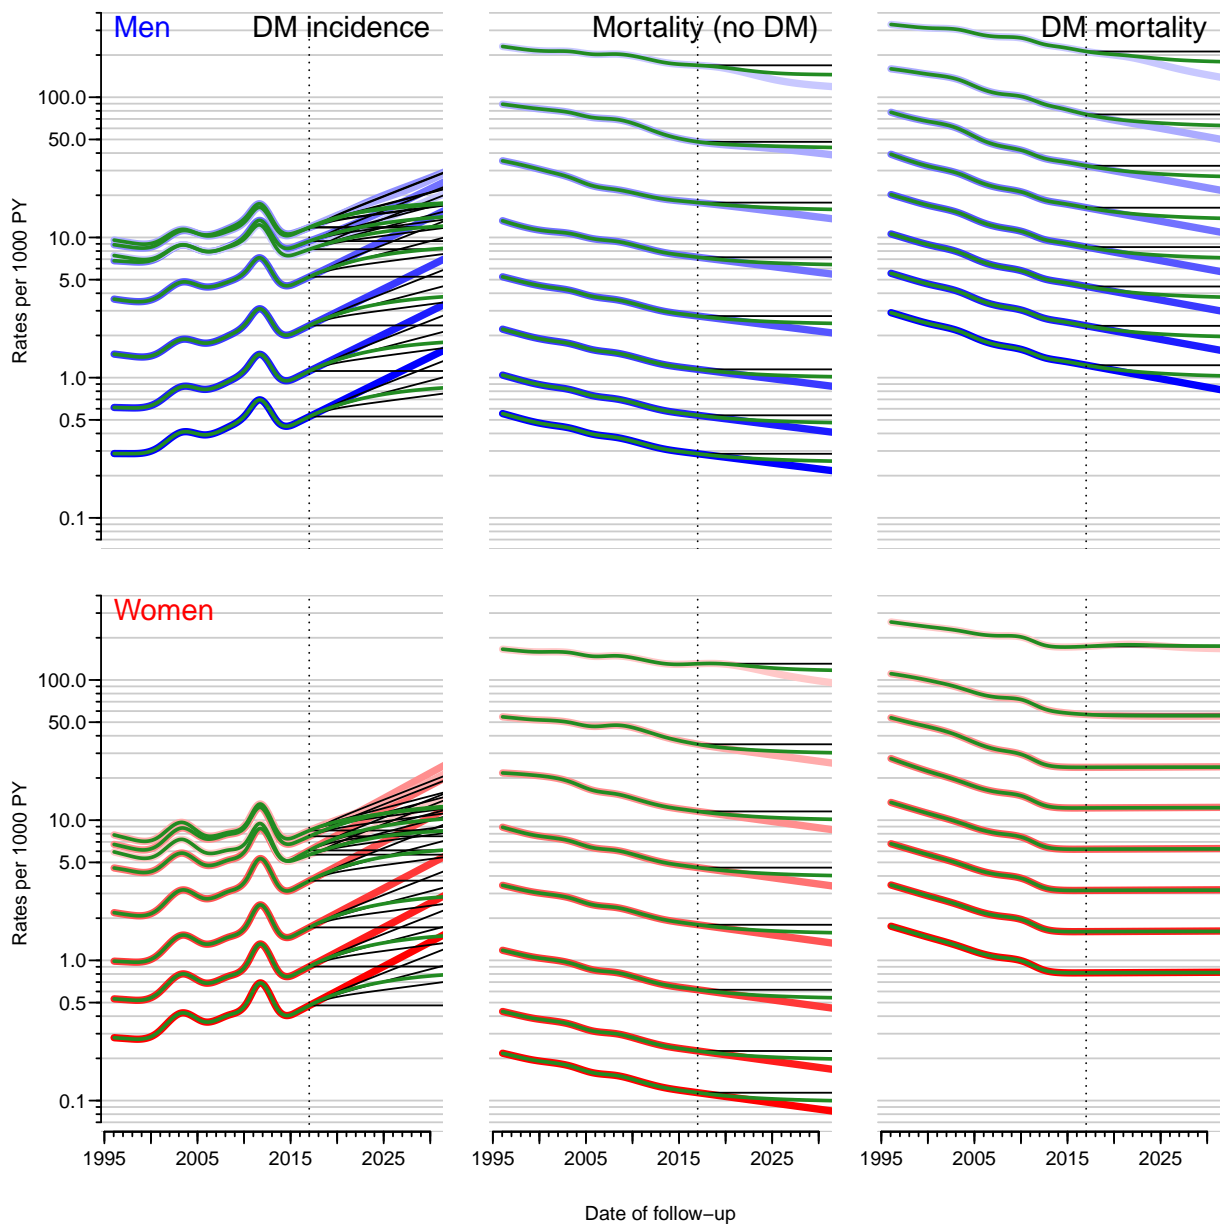 Men
DM incidence
Mortality (no DM)
DM mortality
100.0
50.0
10.0
5.0
1.0
0.5
0.1
Rates per 1000 PY
Women
100.0
50.0
10.0
5.0
1.0
0.5
0.1
Rates per 1000 PY
1995 2005 2015 2025
1995 2005 2015 2025
1995 2005 2015 2025
Date of follow−up